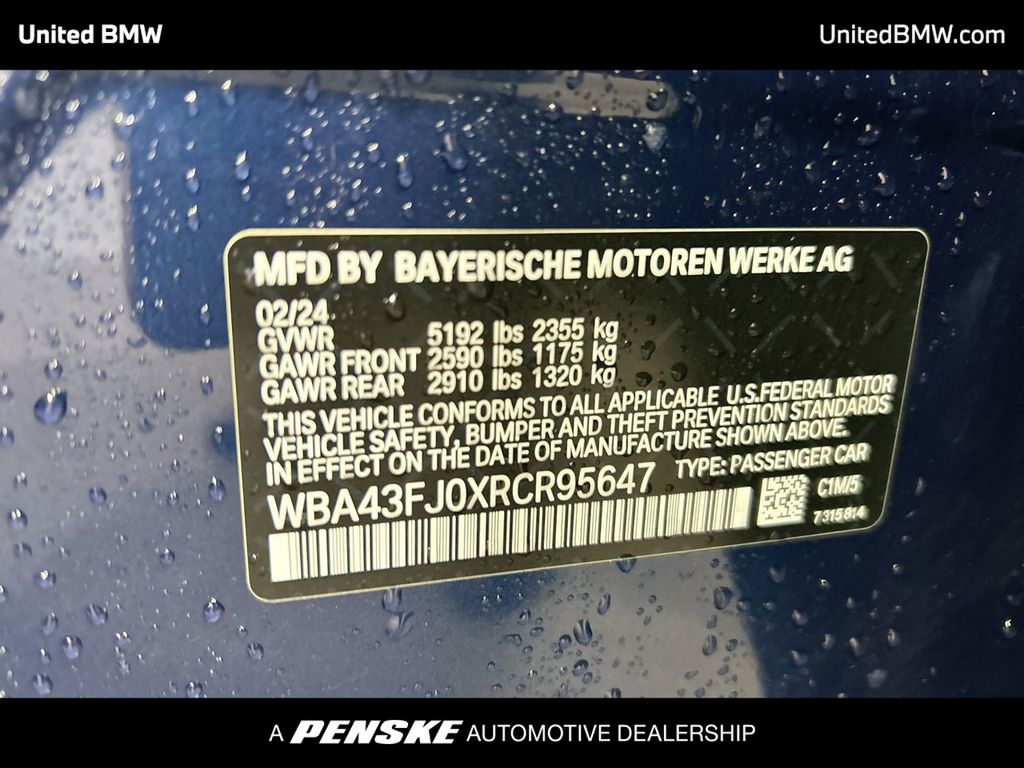 United BMW
UnitedBMW.com
MFD BY BAYERISCHE MOTOREN WERKE AG
02/24
GVWR 5192 lbs 2355 kg
GAWR FRONT 2590 lbs 1175 kg
GAWR REAR 2910 lbs 1320 kg
THIS VEHICLE CONFORMS TO ALL APPLICABLE U.S.FEDERAL MOTOR
VEHICLE SAFETY, BUMPER AND THEFT PREVENTION STANDARDS
IN EFFECT ON THE DATE OF MANUFACTURE SHOWN ABOVE.
WBA43FJ0XRCR95647 TYPE: PASSENGER CAR
C1M/5
7315814
A PENSKE AUTOMOTIVE DEALERSHIP